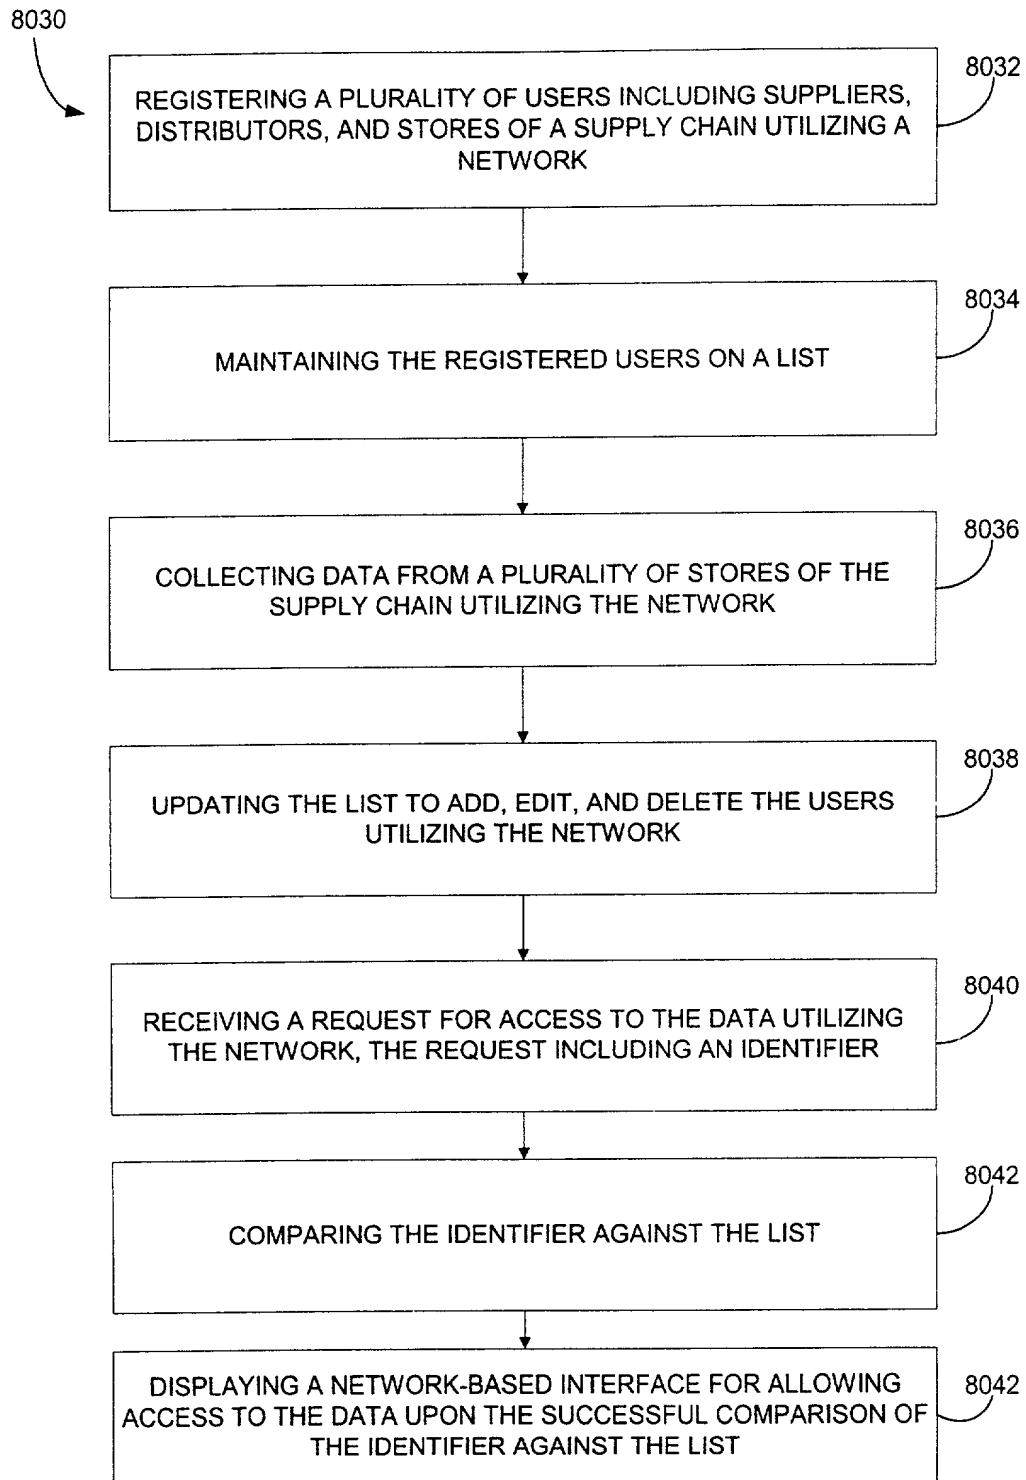 8030
8032
REGISTERING A PLURALITY OF USERS INCLUDING SUPPLIERS,
DISTRIBUTORS, AND STORES OF A SUPPLY CHAIN UTILIZING A
NETWORK
8034
MAINTAINING THE REGISTERED USERS ON A LIST
8036
COLLECTING DATA FROM A PLURALITY OF STORES OF THE
SUPPLY CHAIN UTILIZING THE NETWORK
8038
UPDATING THE LIST TO ADD, EDIT, AND DELETE THE USERS
UTILIZING THE NETWORK
8040
RECEIVING A REQUEST FOR ACCESS TO THE DATA UTILIZING
THE NETWORK, THE REQUEST INCLUDING AN IDENTIFIER
8042
COMPARING THE IDENTIFIER AGAINST THE LIST
8042
DISPLAYING A NETWORK-BASED INTERFACE FOR ALLOWING
ACCESS TO THE DATA UPON THE SUCCESSFUL COMPARISON OF
THE IDENTIFIER AGAINST THE LIST